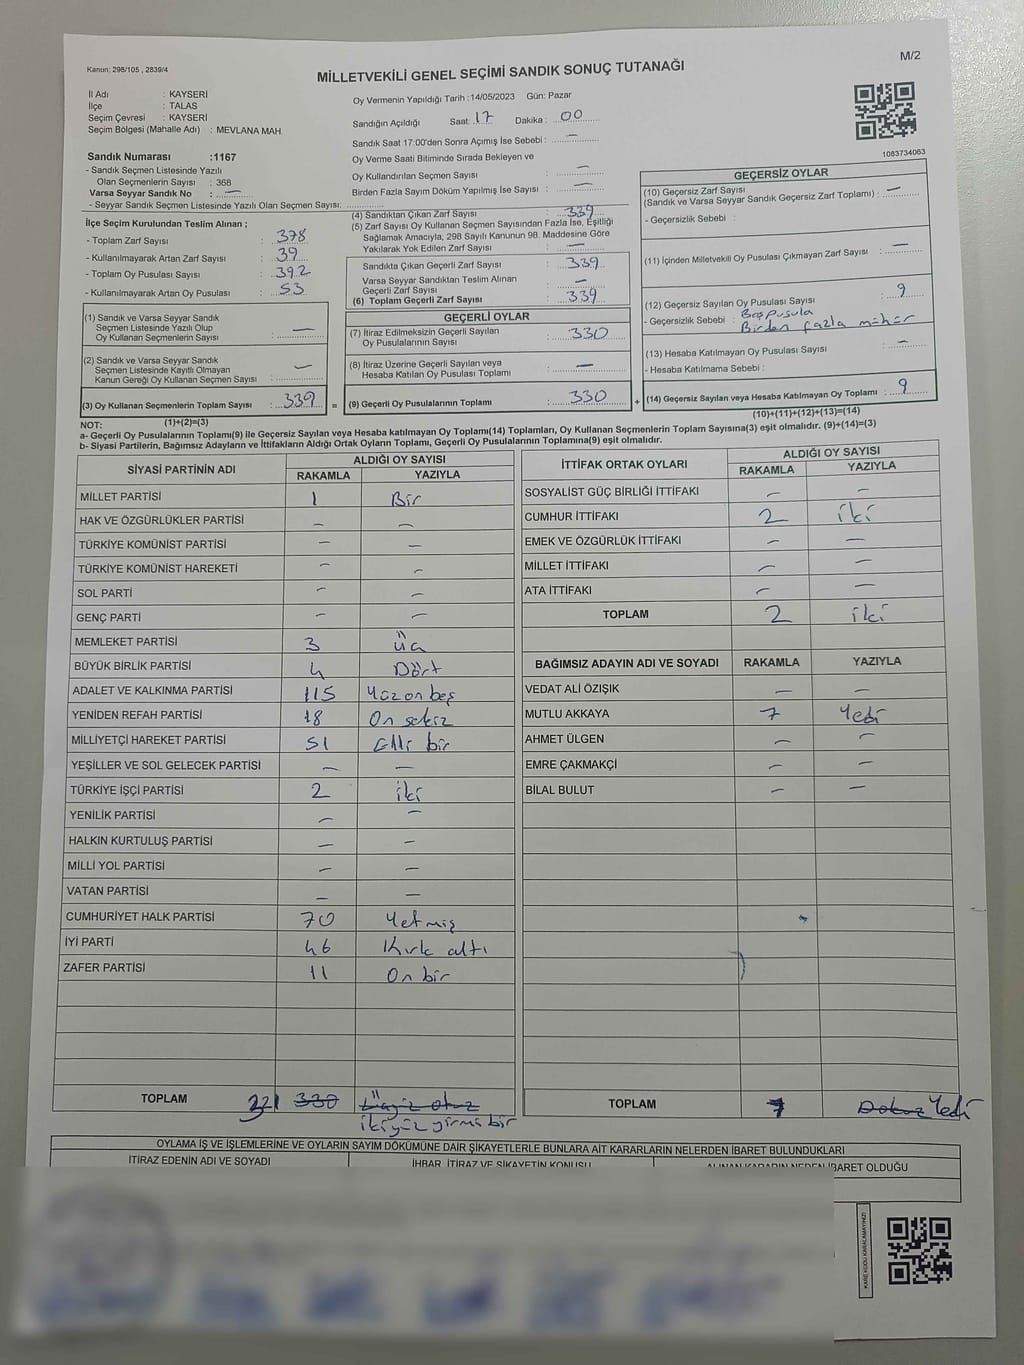 Kanun: 298/105 , 2839/4
M/2
MİLLETVEKİLİ GENEL SEÇİMİ SANDIK SONUÇ TUTANAĞI
İl Adı : KAYSERİ
İlçe : TALAS
Seçim Çevresi : KAYSERİ
Seçim Bölgesi (Mahalle Adı) : MEVLANA MAH.
Sandık Numarası :1167
- Sandık Seçmen Listesinde Yazılı
Olan Seçmenlerin Sayısı : 368
Varsa Seyyar Sandık No : —
- Seyyar Sandık Seçmen Listesinde Yazılı Olan Seçmen Sayısı:
Oy Vermenin Yapıldığı Tarih :14/05/2023 Gün: Pazar
Sandığın Açıldığı Saat: 17 Dakika : 00
Sandık Saat 17:00'den Sonra Açımış İse Sebebi : —
Oy Verme Saati Bitiminde Sırada Bekleyen ve
Oy Kullandırılan Seçmen Sayısı : —
Birden Fazla Sayım Döküm Yapılmış İse Sayısı : —
1083734063
İlçe Seçim Kurulundan Teslim Alınan ;
- Toplam Zarf Sayısı : 378
- Kullanılmayarak Artan Zarf Sayısı : 39
- Toplam Oy Pusulası Sayısı : 392
- Kullanılmayarak Artan Oy Pusulası : 53
(4) Sandıktan Çıkan Zarf Sayısı : 339
(5) Zarf Sayısı Oy Kullanan Seçmen Sayısından Fazla İse, Eşitliği
Sağlamak Amacıyla, 298 Sayılı Kanunun 98. Maddesine Göre
Yakılarak Yok Edilen Zarf Sayısı : —
Sandıkta Çıkan Geçerli Zarf Sayısı : 339
Varsa Seyyar Sandıktan Teslim Alınan
Geçerli Zarf Sayısı : —
(6) Toplam Geçerli Zarf Sayısı : 339
GEÇERSİZ OYLAR
(10) Geçersiz Zarf Sayısı
(Sandık ve Varsa Seyyar Sandık Geçersiz Zarf Toplamı) : —
- Geçersizlik Sebebi :
(11) İçinden Milletvekili Oy Pusulası Çıkmayan Zarf Sayısı : —
(12) Geçersiz Sayılan Oy Pusulası Sayısı : 9
- Geçersizlik Sebebi : Boş pusula
Birden fazla mühür
(13) Hesaba Katılmayan Oy Pusulası Sayısı : —
- Hesaba Katılmama Sebebi :
(14) Geçersiz Sayılan veya Hesaba Katılmayan Oy Toplamı : 9
(10)+(11)+(12)+(13)=(14)
(1) Sandık ve Varsa Seyyar Sandık
Seçmen Listesinde Yazılı Olup
Oy Kullanan Seçmenlerin Sayısı : —
(2) Sandık ve Varsa Seyyar Sandık
Seçmen Listesinde Kayıtlı Olmayan
Kanun Gereği Oy Kullanan Seçmen Sayısı : —
(3) Oy Kullanan Seçmenlerin Toplam Sayısı : 339 =
(1)+(2)=(3)
GEÇERLİ OYLAR
(7) İtiraz Edilmeksizin Geçerli Sayılan
Oy Pusulalarının Sayısı : 330
(8) İtiraz Üzerine Geçerli Sayılan veya
Hesaba Katılan Oy Pusulası Toplamı : —
(9) Geçerli Oy Pusulalarının Toplamı : 330 +
NOT:
a- Geçerli Oy Pusulalarının Toplamı(9) ile Geçersiz Sayılan veya Hesaba katılmayan Oy Toplamı(14) Toplamları, Oy Kullanan Seçmenlerin Toplam Sayısına(3) eşit olmalıdır. (9)+(14)=(3)
b- Siyasi Partilerin, Bağımsız Adayların ve İttifakların Aldığı Ortak Oyların Toplamı, Geçerli Oy Pusulalarının Toplamına(9) eşit olmalıdır.
SİYASİ PARTİNİN ADI ALDIĞI OY SAYISI
RAKAMLA YAZIYLA
MİLLET PARTİSİ 1 Bir
HAK VE ÖZGÜRLÜKLER PARTİSİ — —
TÜRKİYE KOMÜNİST PARTİSİ — —
TÜRKİYE KOMÜNİST HAREKETİ — —
SOL PARTİ — —
GENÇ PARTİ — —
MEMLEKET PARTİSİ 3 Üç
BÜYÜK BİRLİK PARTİSİ 4 Dört
ADALET VE KALKINMA PARTİSİ 115 Yüz on beş
YENİDEN REFAH PARTİSİ 18 On sekiz
MİLLİYETÇİ HAREKET PARTİSİ 51 Elli bir
YEŞİLLER VE SOL GELECEK PARTİSİ — —
TÜRKİYE İŞÇİ PARTİSİ 2 iki
YENİLİK PARTİSİ — —
HALKIN KURTULUŞ PARTİSİ — —
MİLLİ YOL PARTİSİ — —
VATAN PARTİSİ — —
CUMHURİYET HALK PARTİSİ 70 Yetmiş
İYİ PARTİ 46 Kırk altı
ZAFER PARTİSİ 11 On bir
TOPLAM 321 330 Üçyüz otuz
ikiyüz yirmi bir
İTTİFAK ORTAK OYLARI ALDIĞI OY SAYISI
RAKAMLA YAZIYLA
SOSYALİST GÜÇ BİRLİĞİ İTTİFAKI — —
CUMHUR İTTİFAKI 2 iki
EMEK VE ÖZGÜRLÜK İTTİFAKI — —
MİLLET İTTİFAKI — —
ATA İTTİFAKI — —
TOPLAM 2 iki
BAĞIMSIZ ADAYIN ADI VE SOYADI RAKAMLA YAZIYLA
VEDAT ALİ ÖZIŞIK — —
MUTLU AKKAYA 7 Yedi
AHMET ÜLGEN — —
EMRE ÇAKMAKÇİ — —
BİLAL BULUT — —
TOPLAM 7 Dokuz Yedi
OYLAMA İŞ VE İŞLEMLERİNE VE OYLARIN SAYIM DÖKÜMÜNE DAİR ŞİKAYETLERLE BUNLARA AİT KARARLARIN NELERDEN İBARET BULUNDUKLARI
İTİRAZ EDENİN ADI VE SOYADI
İHBAR, İTİRAZ VE ŞİKAYETİN KONUSU
ALINAN KARARIN NEDEN İBARET OLDUĞU
KARE KODU KARALAMAYINIZ!